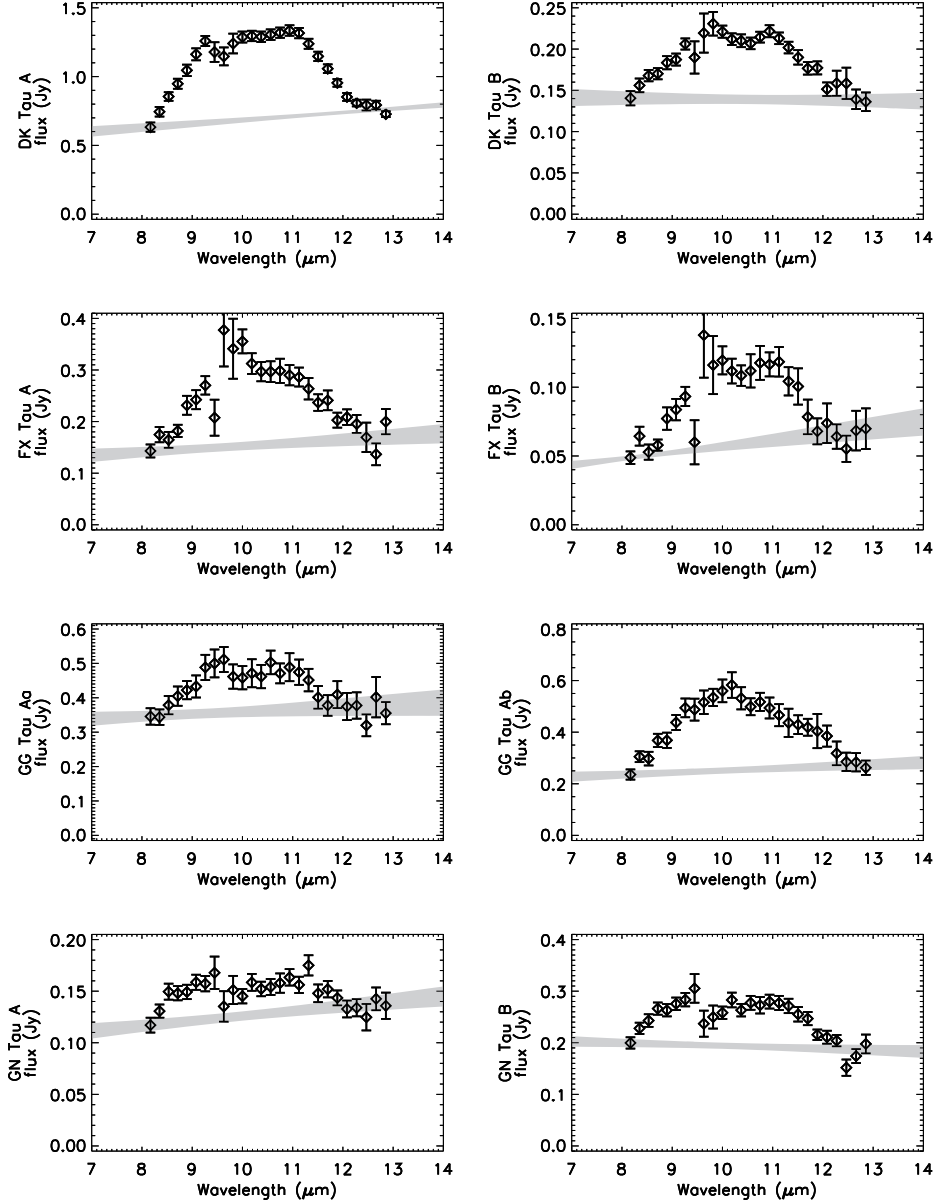 1.5
1.0
0.5
0.0
DK Tau A
flux (Jy)
7 8 9 10 11 12 13 14
Wavelength (μm)
0.25
0.20
0.15
0.10
0.05
0.00
DK Tau B
flux (Jy)
7 8 9 10 11 12 13 14
Wavelength (μm)
0.4
0.3
0.2
0.1
0.0
FX Tau A
flux (Jy)
7 8 9 10 11 12 13 14
Wavelength (μm)
0.15
0.10
0.05
0.00
FX Tau B
flux (Jy)
7 8 9 10 11 12 13 14
Wavelength (μm)
0.6
0.5
0.4
0.3
0.2
0.1
0.0
GG Tau Aa
flux (Jy)
7 8 9 10 11 12 13 14
Wavelength (μm)
0.8
0.6
0.4
0.2
0.0
GG Tau Ab
flux (Jy)
7 8 9 10 11 12 13 14
Wavelength (μm)
0.20
0.15
0.10
0.05
0.00
GN Tau A
flux (Jy)
7 8 9 10 11 12 13 14
Wavelength (μm)
0.4
0.3
0.2
0.1
0.0
GN Tau B
flux (Jy)
7 8 9 10 11 12 13 14
Wavelength (μm)